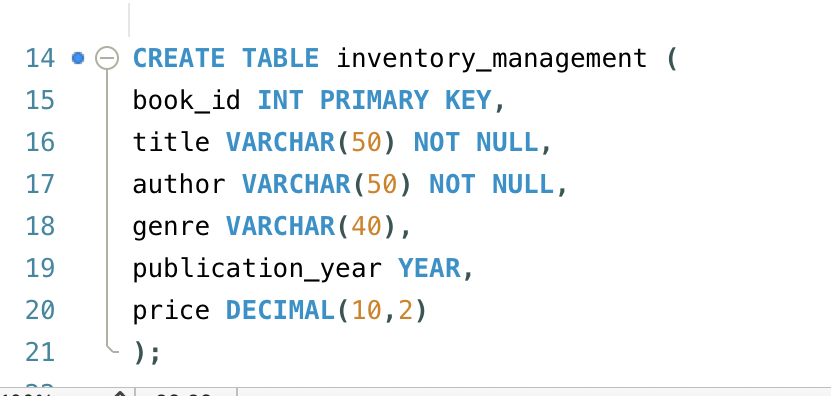 14 CREATE TABLE inventory_management (
15 book_id INT PRIMARY KEY,
16 title VARCHAR(50) NOT NULL,
17 author VARCHAR(50) NOT NULL,
18 genre VARCHAR(40),
19 publication_year YEAR,
20 price DECIMAL(10,2)
21 );